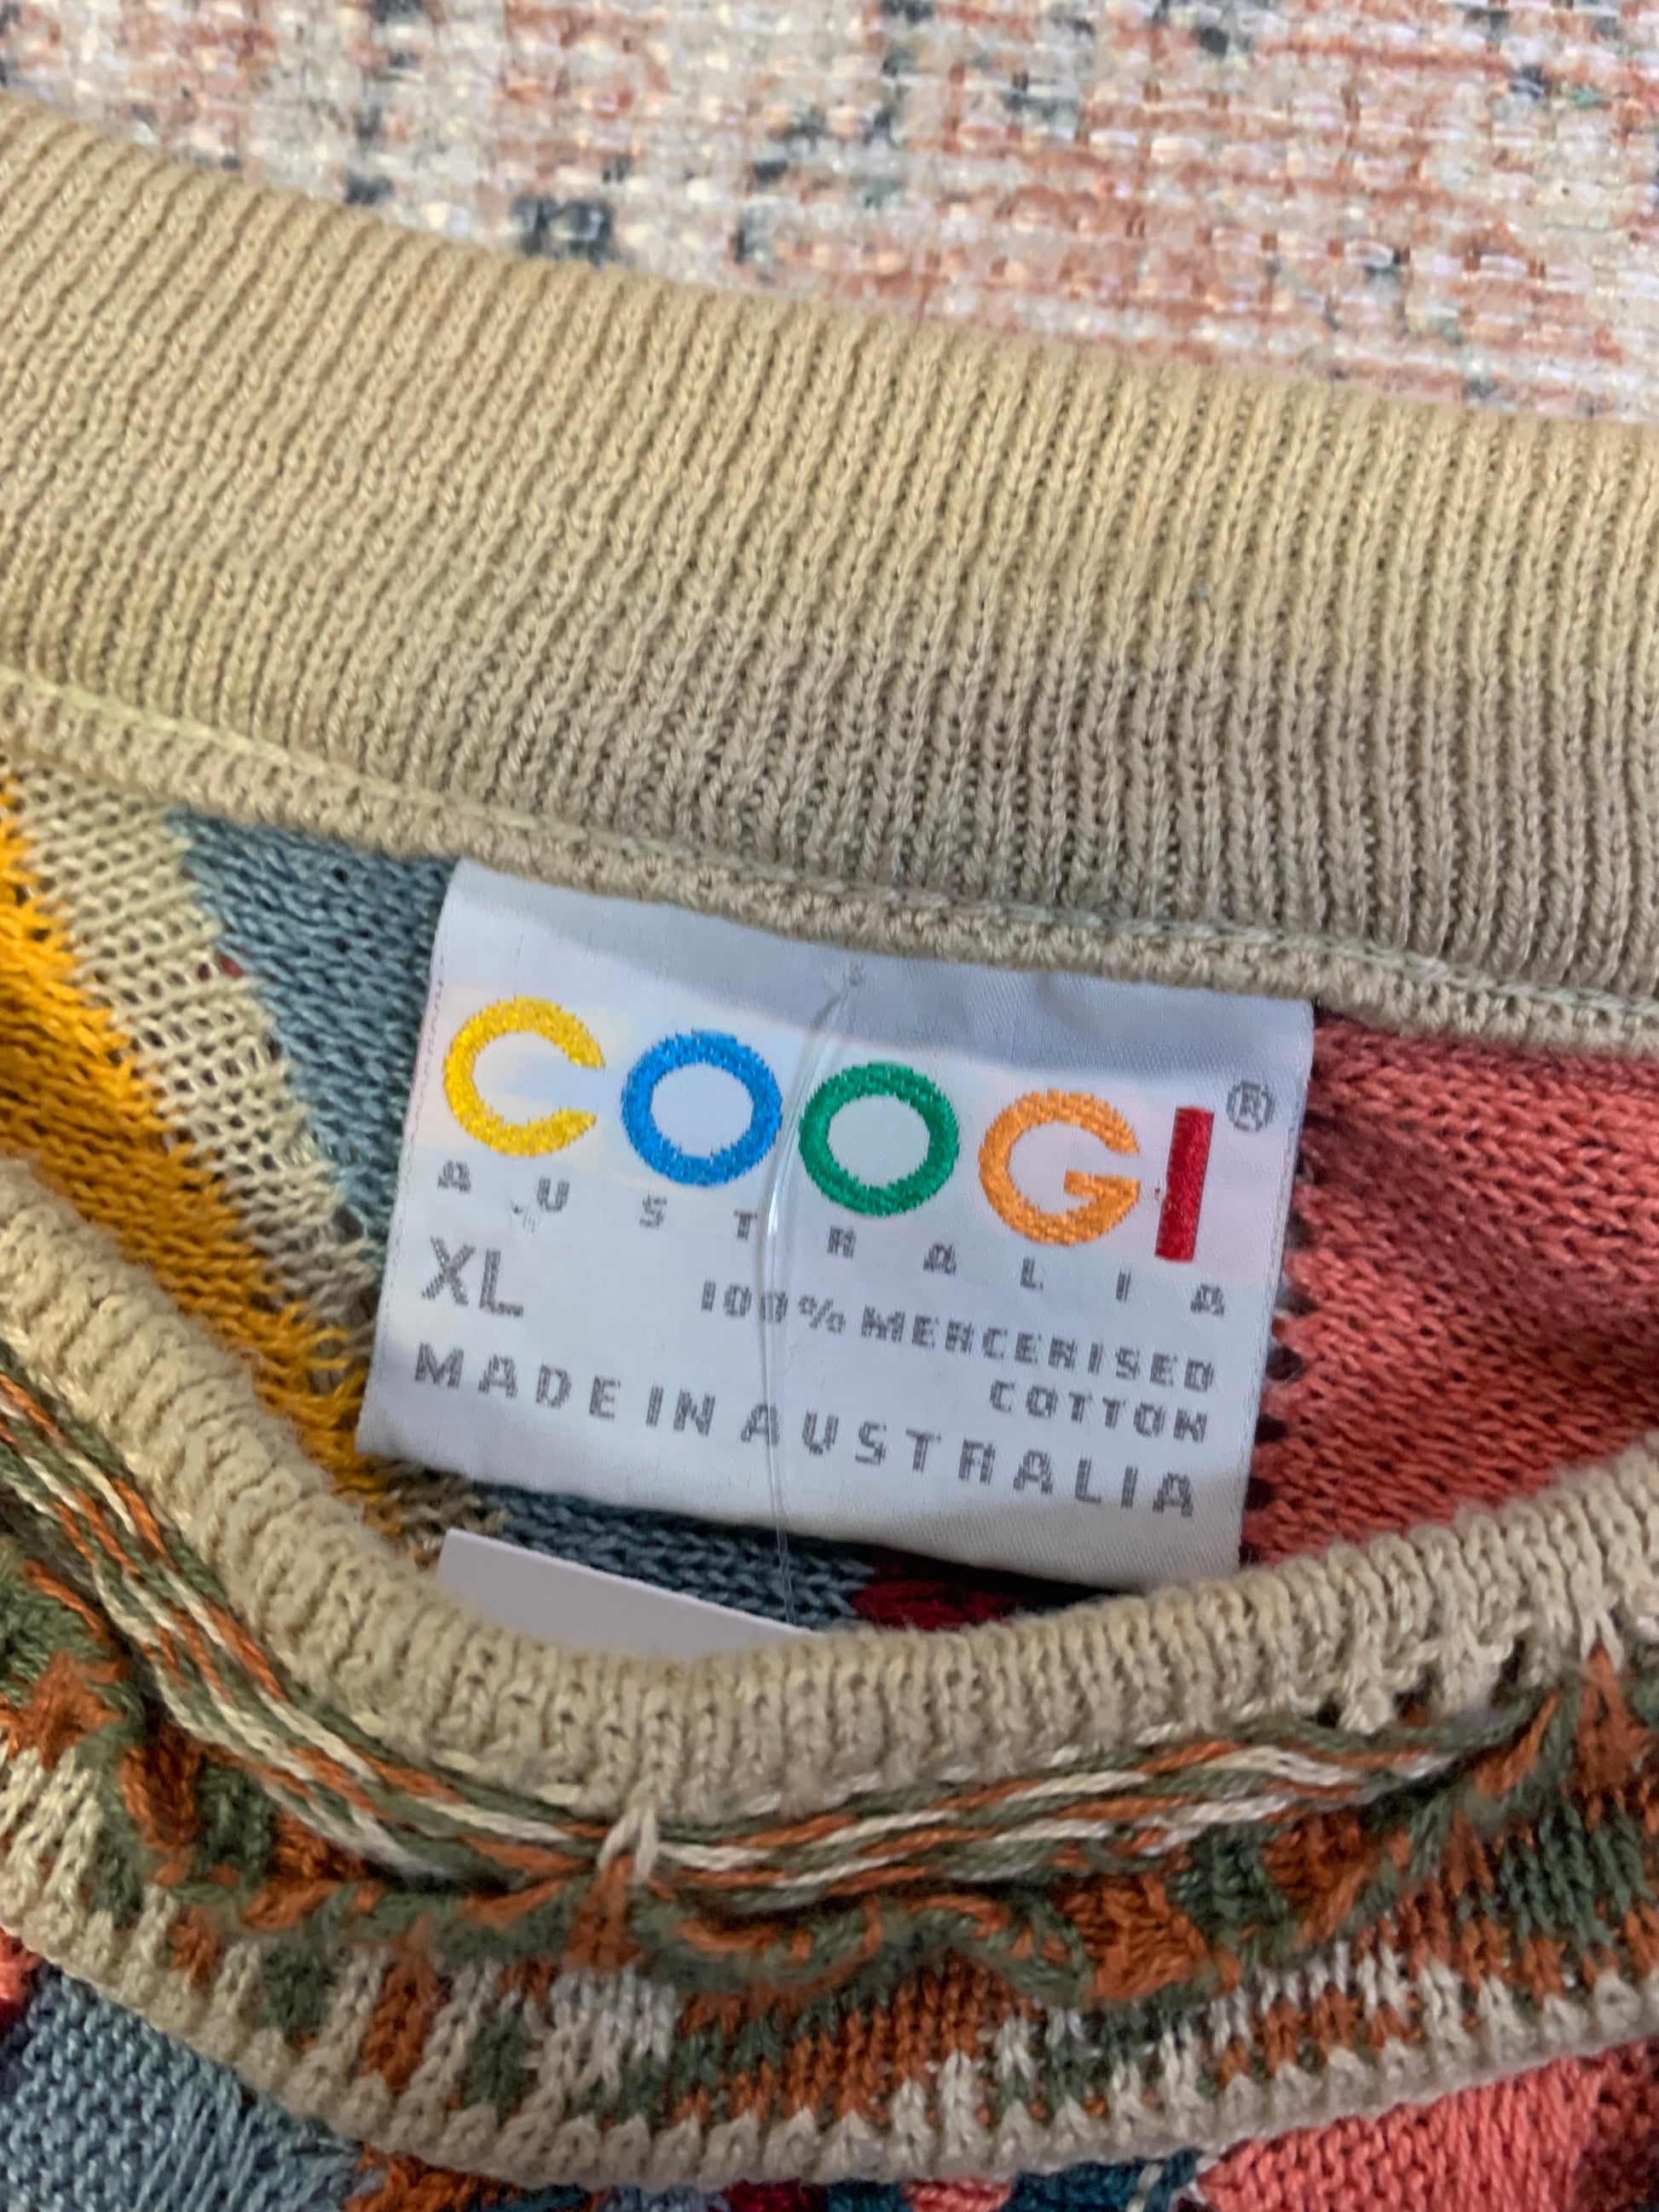 COOGI®
AUSTRALIA
XL
100% MERCERISED
COTTON
MADE IN AUSTRALIA